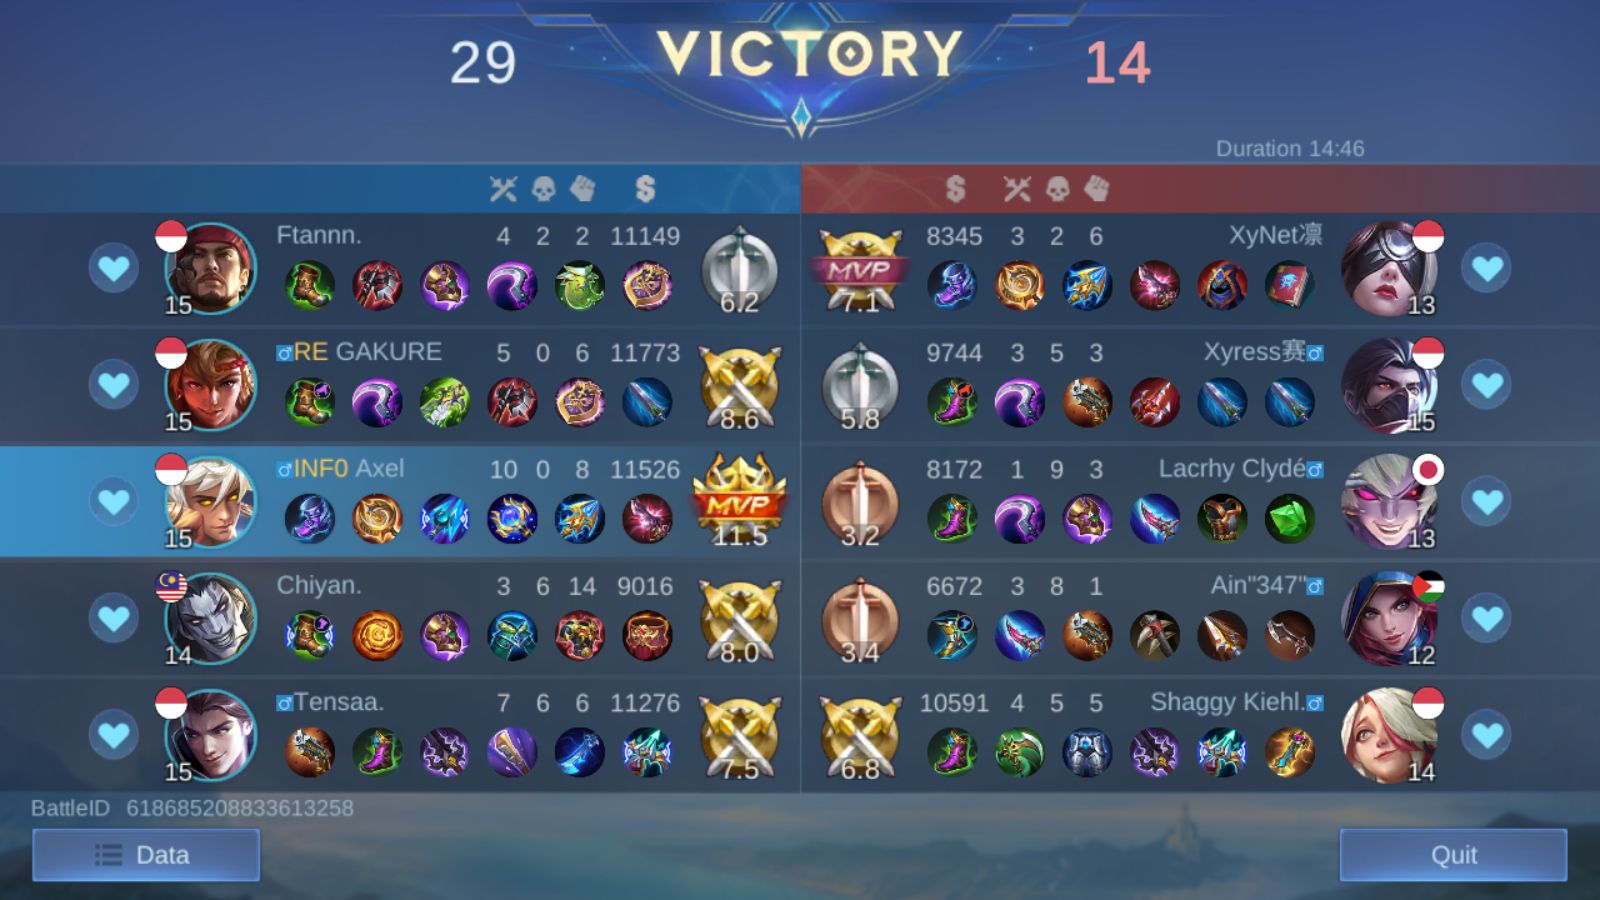 29 VICTORY 14
Duration 14:46
Ftannn. 4 2 2 11149
15 6.2
8345 3 2 6 XyNet凛
MVP 7.1 13
RE GAKURE 5 0 6 11773
15 8.6
9744 3 5 3 Xyress赛
5.8 15
INF0 Axel 10 0 8 11526
15 MVP 11.5
8172 1 9 3 Lacrhy Clydé
3.2 13
Chiyan. 3 6 14 9016
14 8.0
6672 3 8 1 Ain"347"
3.4 12
Tensaa. 7 6 6 11276
15 7.5
10591 4 5 5 Shaggy Kiehl.
6.8 14
BattleID 618685208833613258
Data
Quit